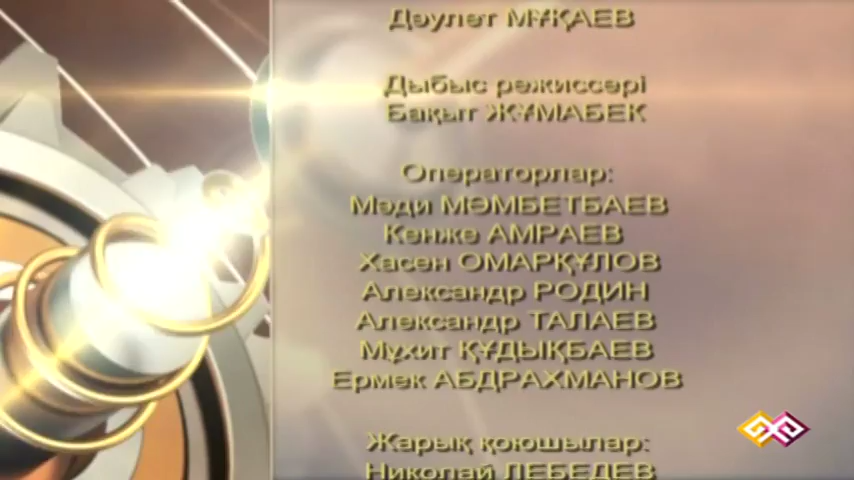 Дәулет МҰҚАЕВ
Дыбыс режиссері
Бақыт ЖҰМАБЕК
Операторлар:
Мәди МӘМБЕТБАЕВ
Кенже АМРАЕВ
Хасен ОМАРҚҰЛОВ
Александр РОДИН
Александр ТАЛАЕВ
Мұхит ҚҰДЫҚБАЕВ
Ермек АБДРАХМАНОВ
Жарық қоюшылар:
Николай ЛЕБЕДЕВ